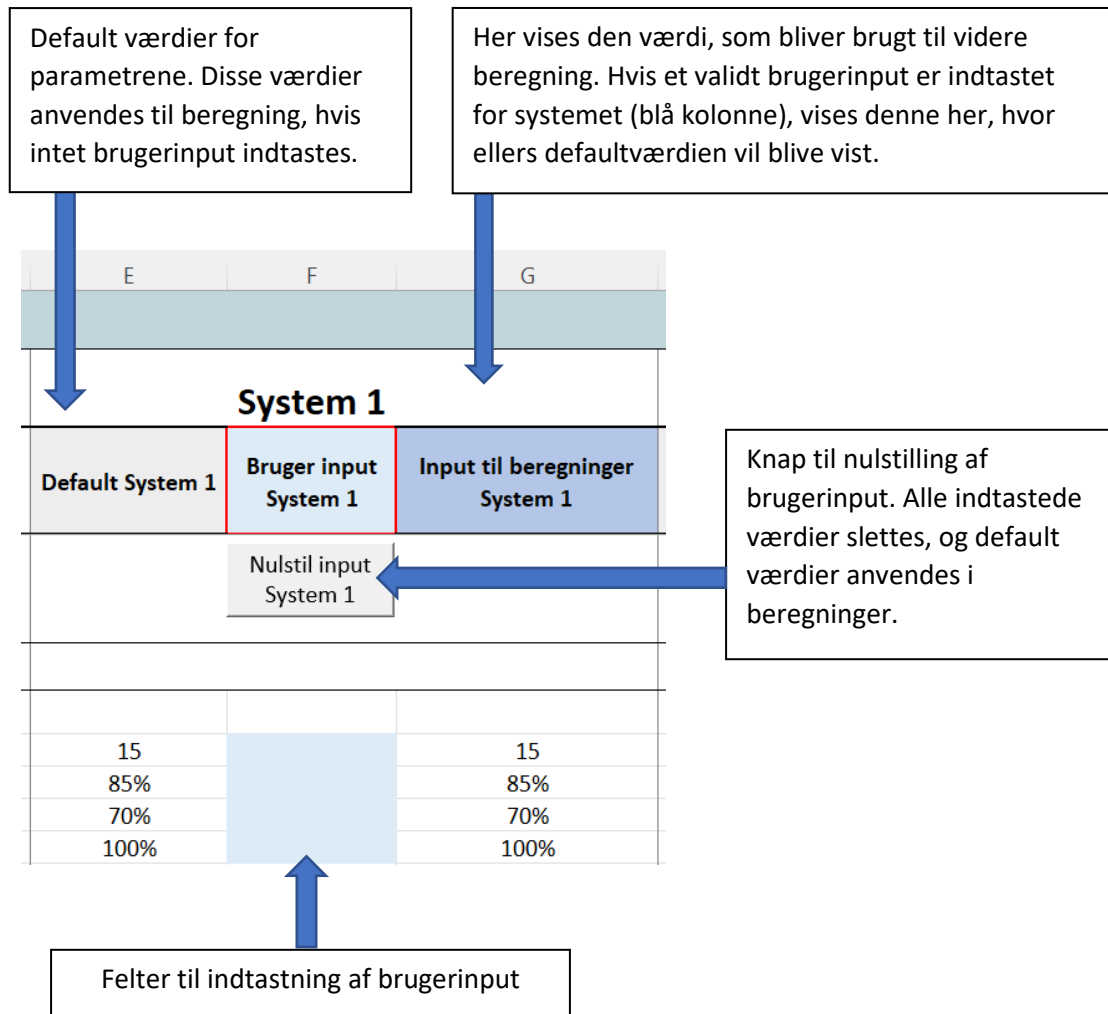 Default værdier for
parametrene. Disse værdier
anvendes til beregning, hvis
intet brugerinput indtastes.
Her vises den værdi, som bliver brugt til videre
beregning. Hvis et validt brugerinput er indtastet
for systemet (blå kolonne), vises denne her, hvor
ellers defaultværdien vil blive vist.
E F G
System 1
Default System 1
Bruger input
System 1
Input til beregninger
System 1
Nulstil input
System 1
Knap til nulstilling af
brugerinput. Alle indtastede
værdier slettes, og default
værdier anvendes i
beregninger.
15 15
85% 85%
70% 70%
100% 100%
Felter til indtastning af brugerinput